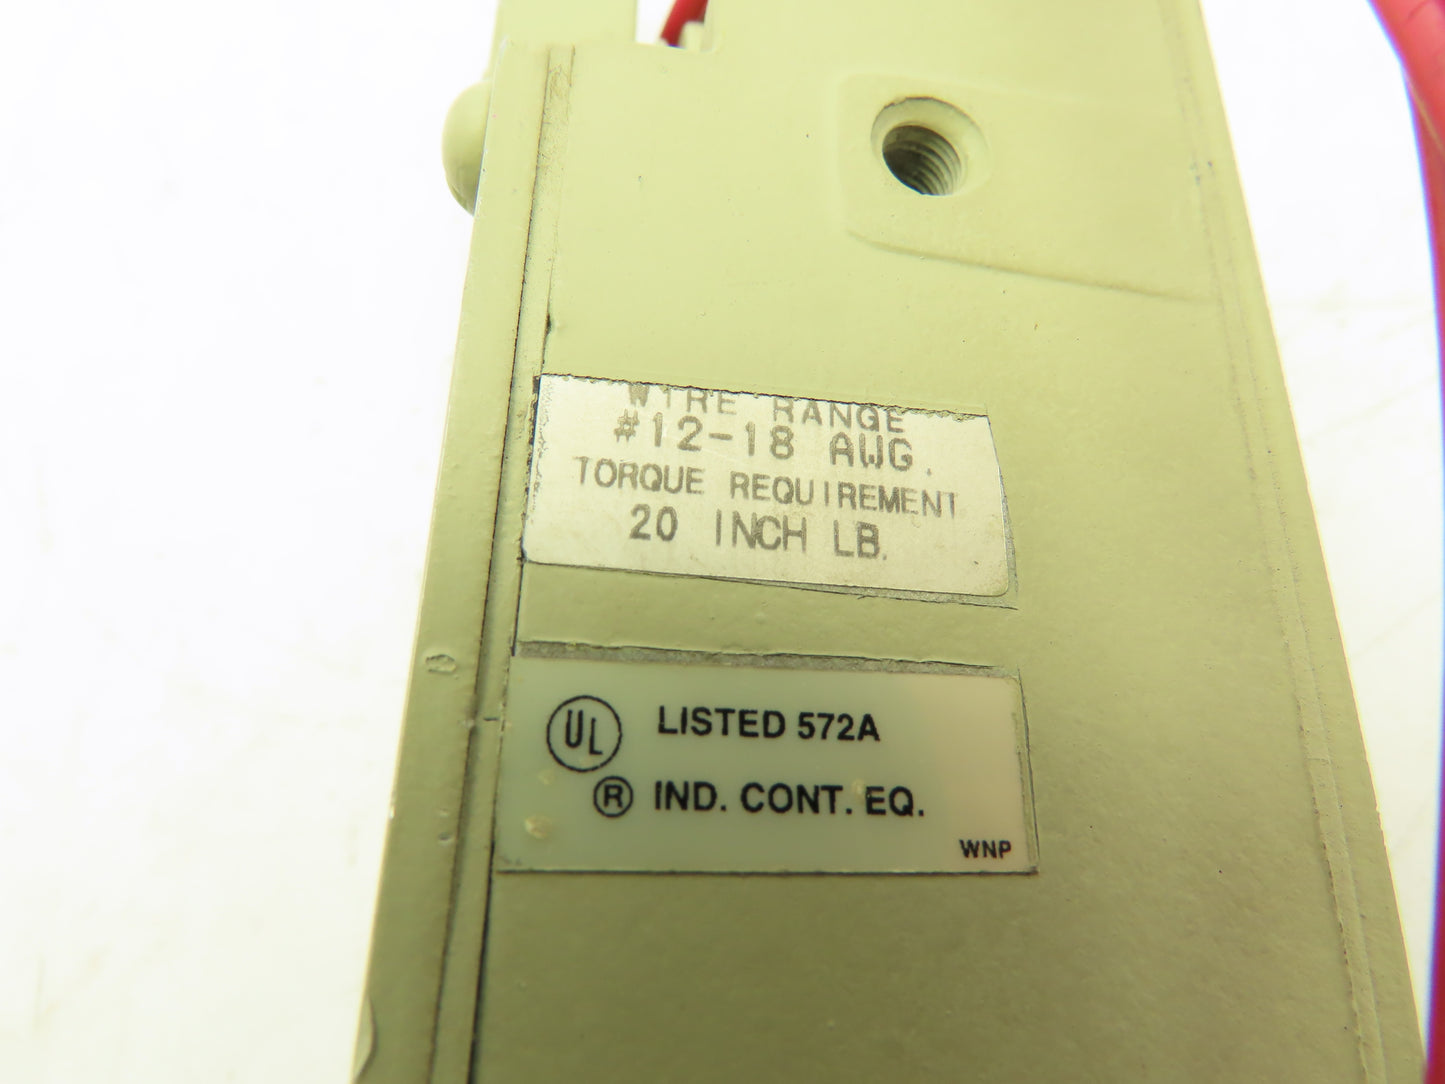 WIRE RANGE
#12-18 AWG.
TORQUE REQUIREMENT
20 INCH LB.
UL LISTED 572A
® IND. CONT. EQ.
WNP